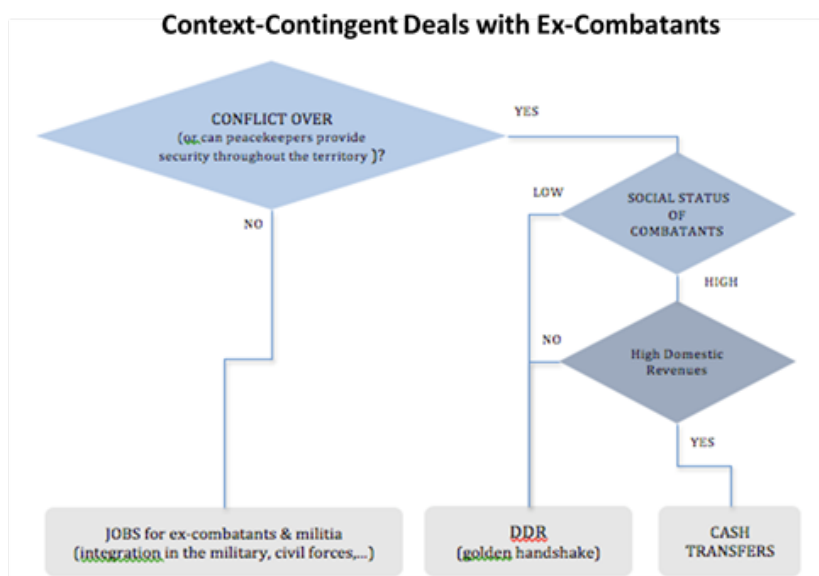 Context-Contingent Deals with Ex-Combatants
CONFLICT OVER
(or can peacekeepers provide
security throughout the territory )?
YES
NO
LOW
SOCIAL STATUS
OF
COMBATANTS
HIGH
NO
High Domestic
Revenues
YES
JOBS for ex-combatants & militia
(integration in the military, civil forces,...)
DDR
(golden handshake)
CASH
TRANSFERS